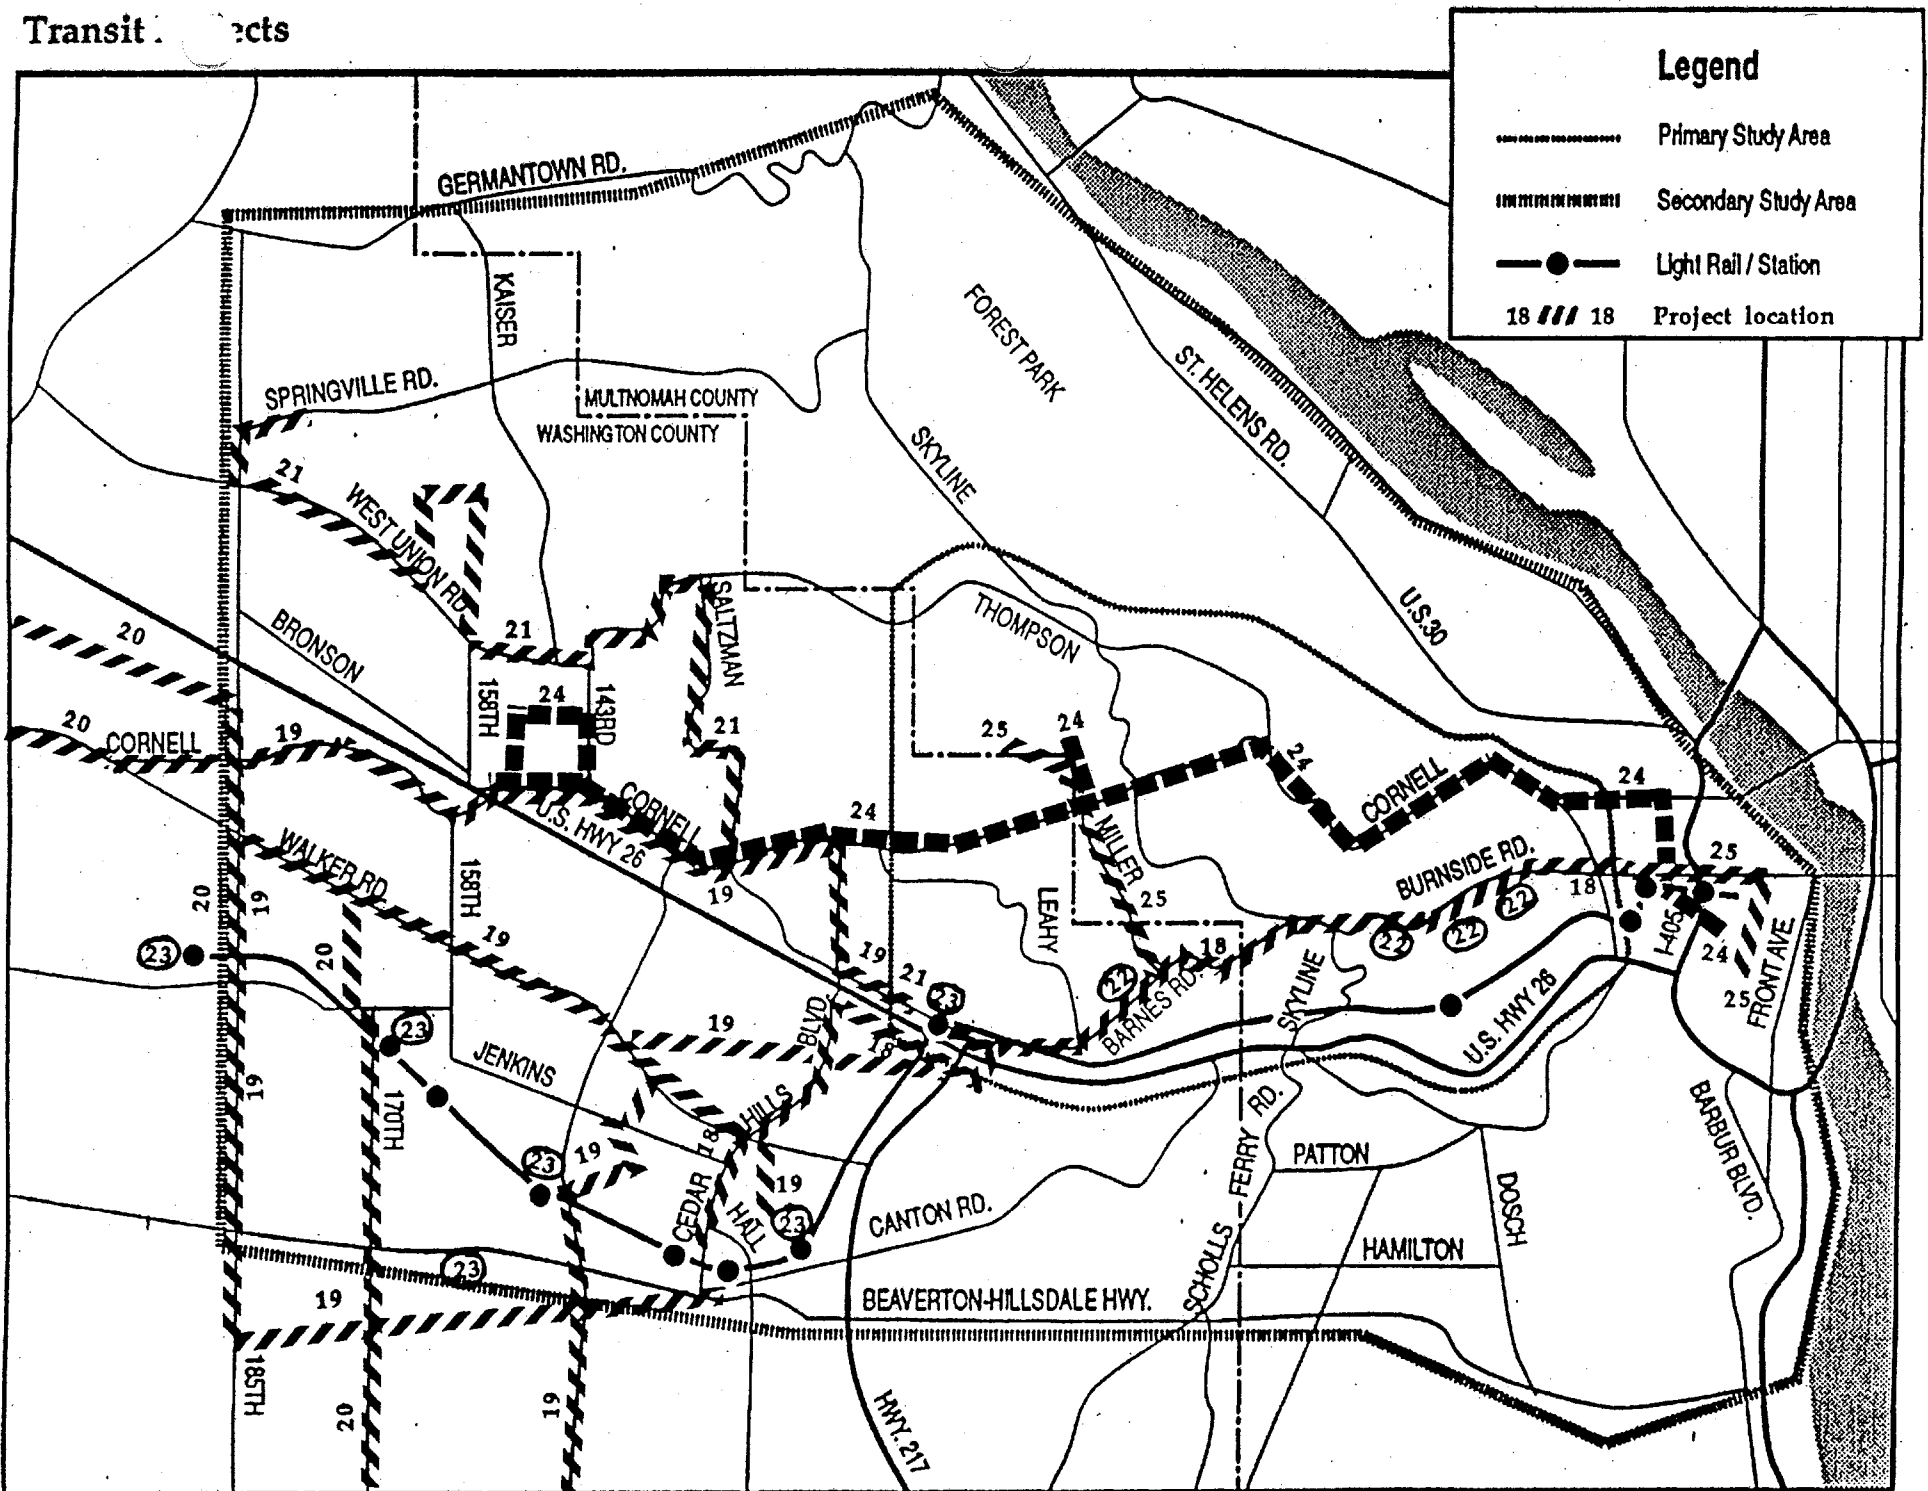 Transit
Legend
Primary Study Area
Secondary Study Area
Light Rail / Station
18 18 Project location
GERMANTOWN RD.
KAISER
FOREST PARK
SPRINGVILLE RD.
MULTNOMAH COUNTY
WASHINGTON COUNTY
ST. HELENS RD.
SKYLINE
21
WEST UNION RD.
U.S.30
SALTZMAN
THOMPSON
20
BRONSON
21
158TH
24
143RD
20
CORNELL
19
21
25
24
24
CORNELL
24
CORNELL
U.S. HWY 26
24
MILLER
WALKER RD.
158TH
19
BURNSIDE RD.
18
25
20
19
LEAHY
25
22
22
22
I-405
24
FRONT AVE.
25
23
20
19
19
21
23
18
22
BARNES RD.
SKYLINE
U.S. HWY 26
23
19
BLVD.
18
JENKINS
19
170TH
HILLS
18
23
19
CEDAR
HALL
19
23
CANTON RD.
FERRY RD.
SCHOLLS
PATTON
DOSCH
HAMILTON
BARBUR BLVD.
23
19
BEAVERTON-HILLSDALE HWY.
185TH
20
19
HWY. 217